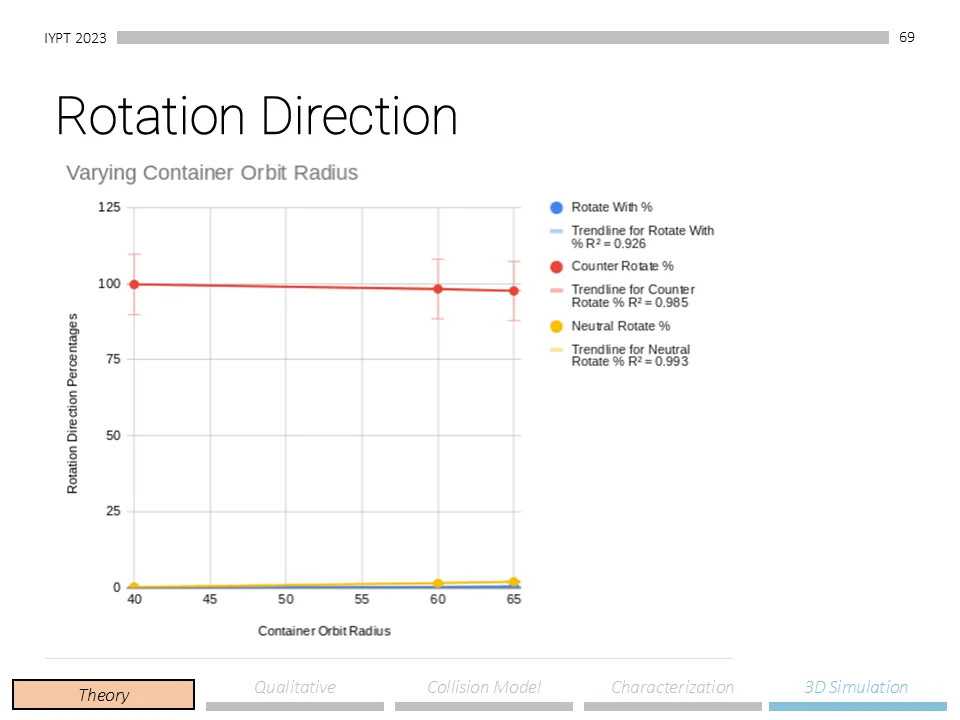 IYPT 2023
69
Rotation Direction
Varying Container Orbit Radius
125
100
75
50
25
0
40
45
50
55
60
65
Rotation Direction Percentages
Container Orbit Radius
Rotate With %
Trendline for Rotate With
% R² = 0.926
Counter Rotate %
Trendline for Counter
Rotate % R² = 0.985
Neutral Rotate %
Trendline for Neutral
Rotate % R² = 0.993
Theory
Qualitative
Collision Model
Characterization
3D Simulation